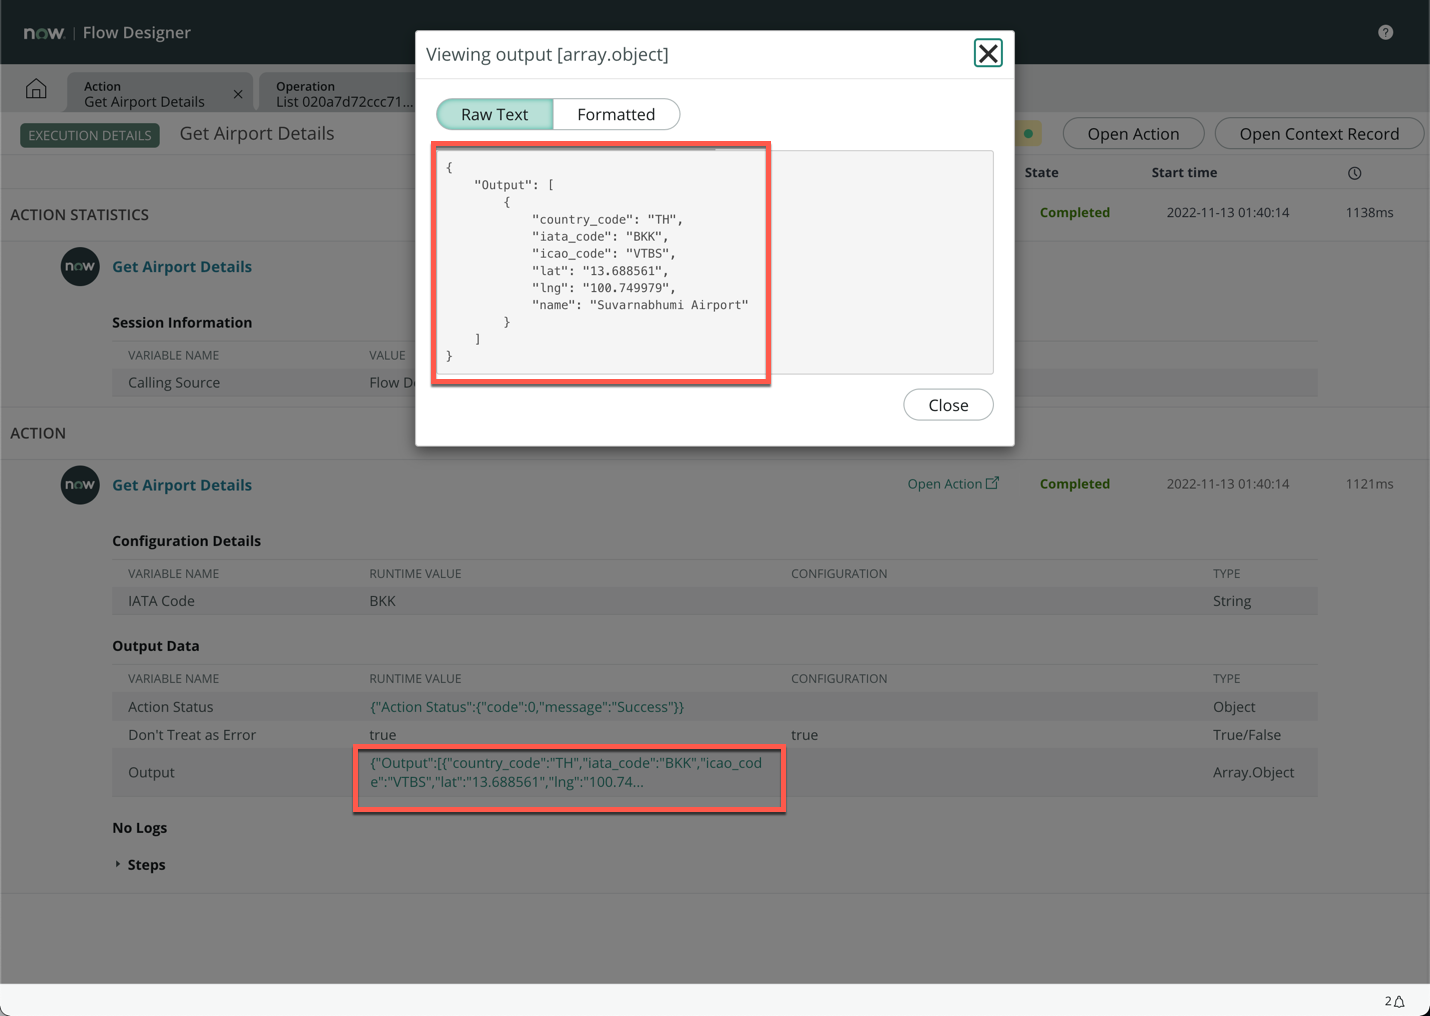 now. | Flow Designer
?
Action
Get Airport Details
Operation
List 020a7d72ccc71...
EXECUTION DETAILS
Get Airport Details
Open Action
Open Context Record
State
Start time
ACTION STATISTICS
Completed
2022-11-13 01:40:14
1138ms
now
Get Airport Details
Session Information
VARIABLE NAME
VALUE
Calling Source
Flow De
Viewing output [array.object]
Raw Text
Formatted
{
    "Output": [
        {
            "country_code": "TH",
            "iata_code": "BKK",
            "icao_code": "VTBS",
            "lat": "13.688561",
            "lng": "100.749979",
            "name": "Suvarnabhumi Airport"
        }
    ]
}
Close
ACTION
now
Get Airport Details
Open Action
Completed
2022-11-13 01:40:14
1121ms
Configuration Details
VARIABLE NAME
RUNTIME VALUE
CONFIGURATION
TYPE
IATA Code
BKK
String
Output Data
VARIABLE NAME
RUNTIME VALUE
CONFIGURATION
TYPE
Action Status
{"Action Status":{"code":0,"message":"Success"}}
Object
Don't Treat as Error
true
true
True/False
Output
{"Output":[{"country_code":"TH","iata_code":"BKK","icao_cod
e":"VTBS","lat":"13.688561","lng":"100.74...
Array.Object
No Logs
Steps
2